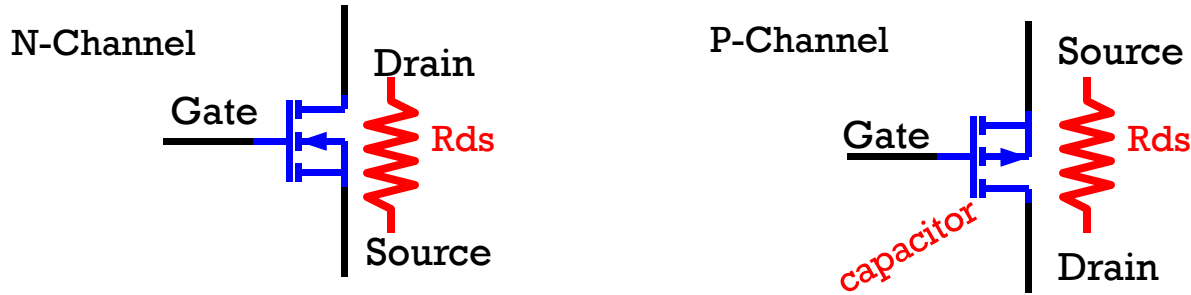 N-Channel
Drain
Gate
Rds
Source
P-Channel
Source
Gate
Rds
capacitor
Drain